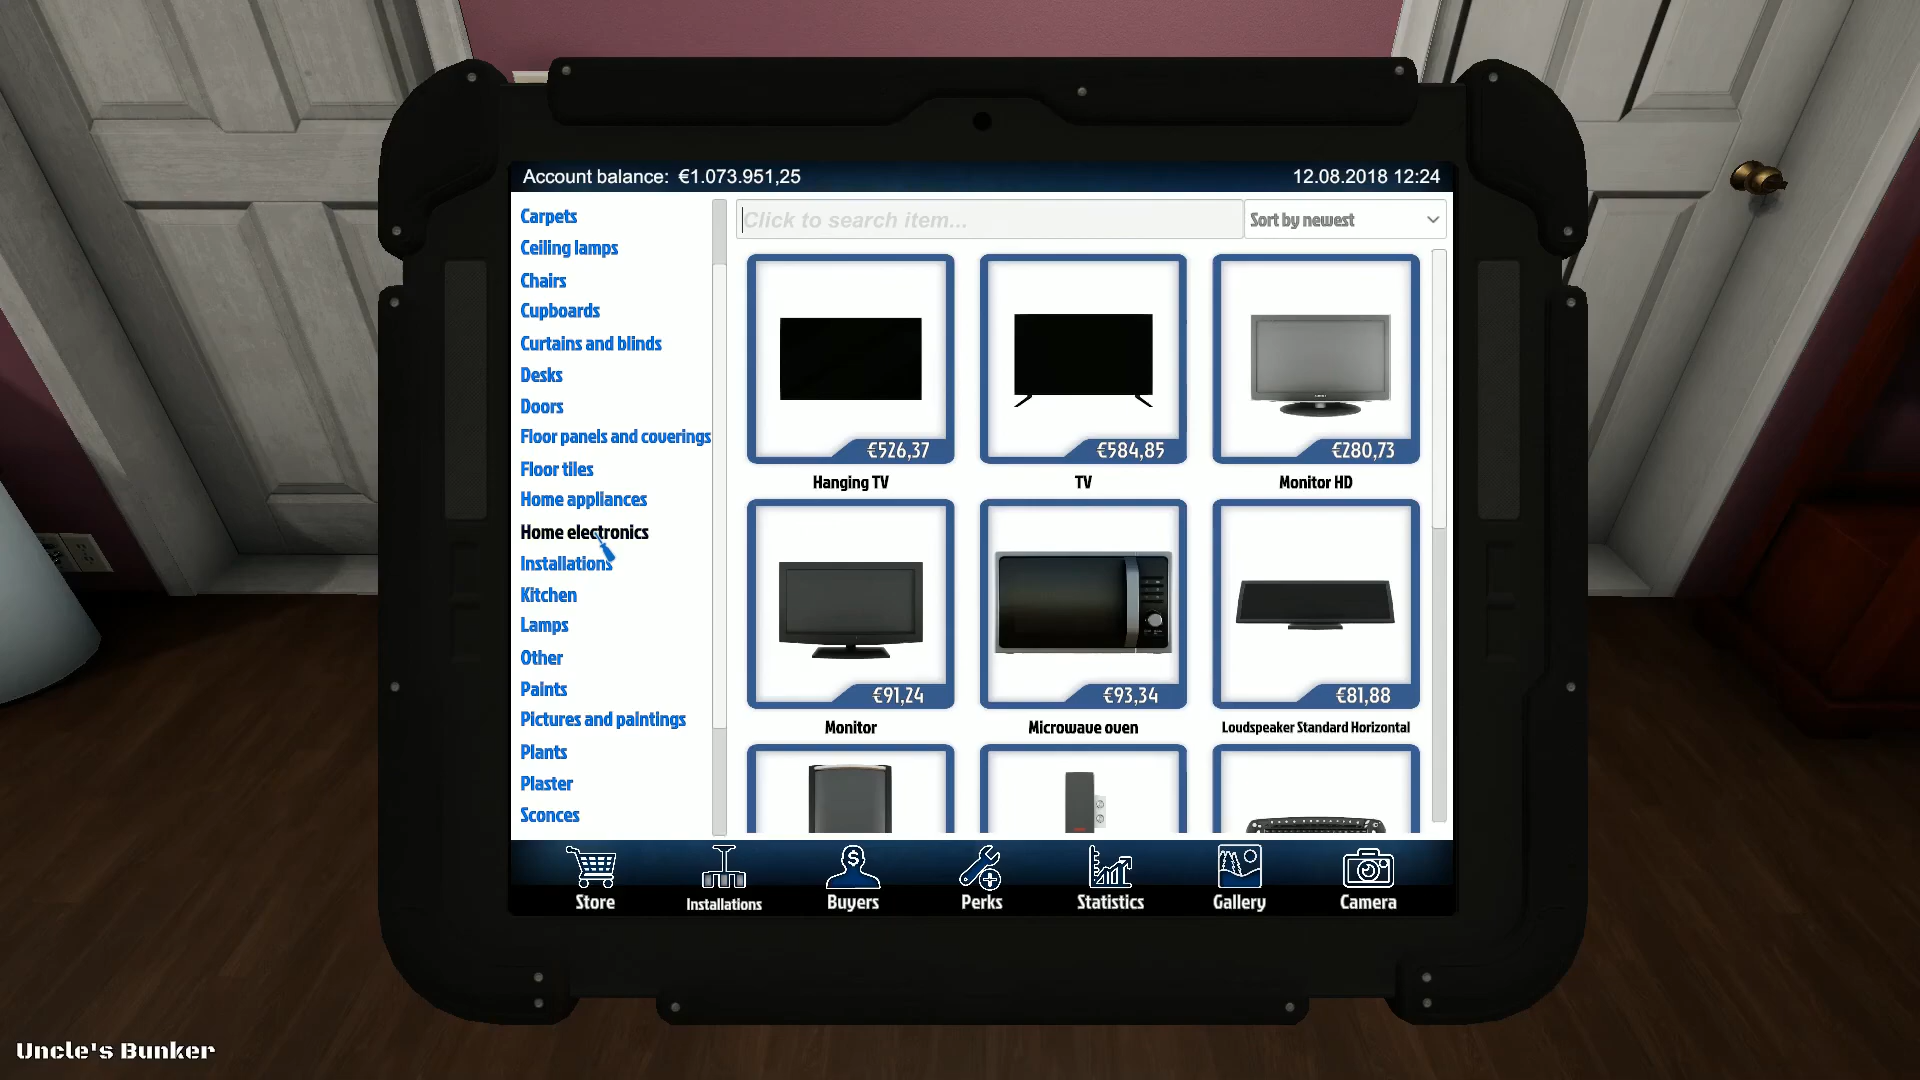 Account balance: €1.073.951,25
12.08.2018 12:24
Carpets
Ceiling lamps
Chairs
Cupboards
Curtains and blinds
Desks
Doors
Floor panels and coverings
Floor tiles
Home appliances
Home electronics
Installations
Kitchen
Lamps
Other
Paints
Pictures and paintings
Plants
Plaster
Sconces
Click to search item...
Sort by newest
€526,37
€584,85
€280,73
Hanging TV
TV
Monitor HD
€91,24
€93,34
€81,88
Monitor
Microwave oven
Loudspeaker Standard Horizontal
Store
Installations
Buyers
Perks
Statistics
Gallery
Camera
Uncle's Bunker